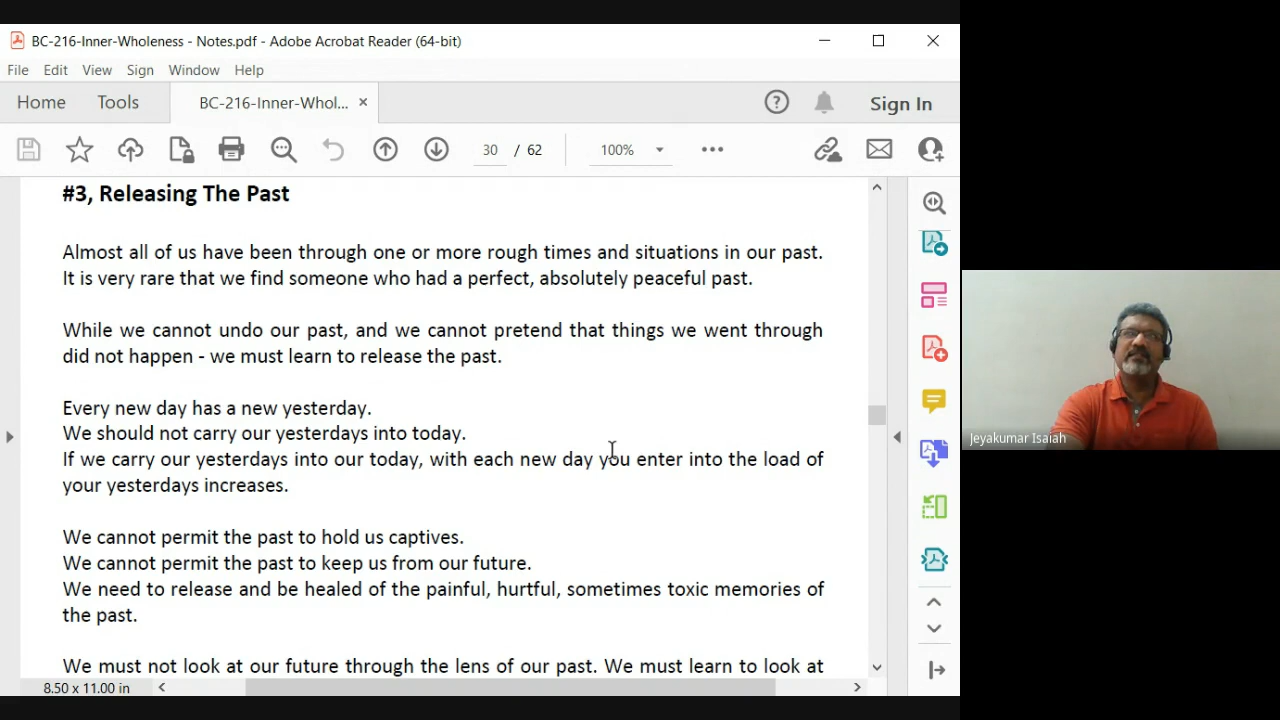 BC-216-Inner-Wholeness - Notes.pdf - Adobe Acrobat Reader (64-bit)
File Edit View Sign Window Help
Home Tools BC-216-Inner-Whol... × Sign In
30 / 62 100%
#3, Releasing The Past
Almost all of us have been through one or more rough times and situations in our past.
It is very rare that we find someone who had a perfect, absolutely peaceful past.
While we cannot undo our past, and we cannot pretend that things we went through
did not happen - we must learn to release the past.
Every new day has a new yesterday.
We should not carry our yesterdays into today.
If we carry our yesterdays into our today, with each new day you enter into the load of
your yesterdays increases.
We cannot permit the past to hold us captives.
We cannot permit the past to keep us from our future.
We need to release and be healed of the painful, hurtful, sometimes toxic memories of
the past.
We must not look at our future through the lens of our past. We must learn to look at
8.50 x 11.00 in
Jeyakumar Isaiah